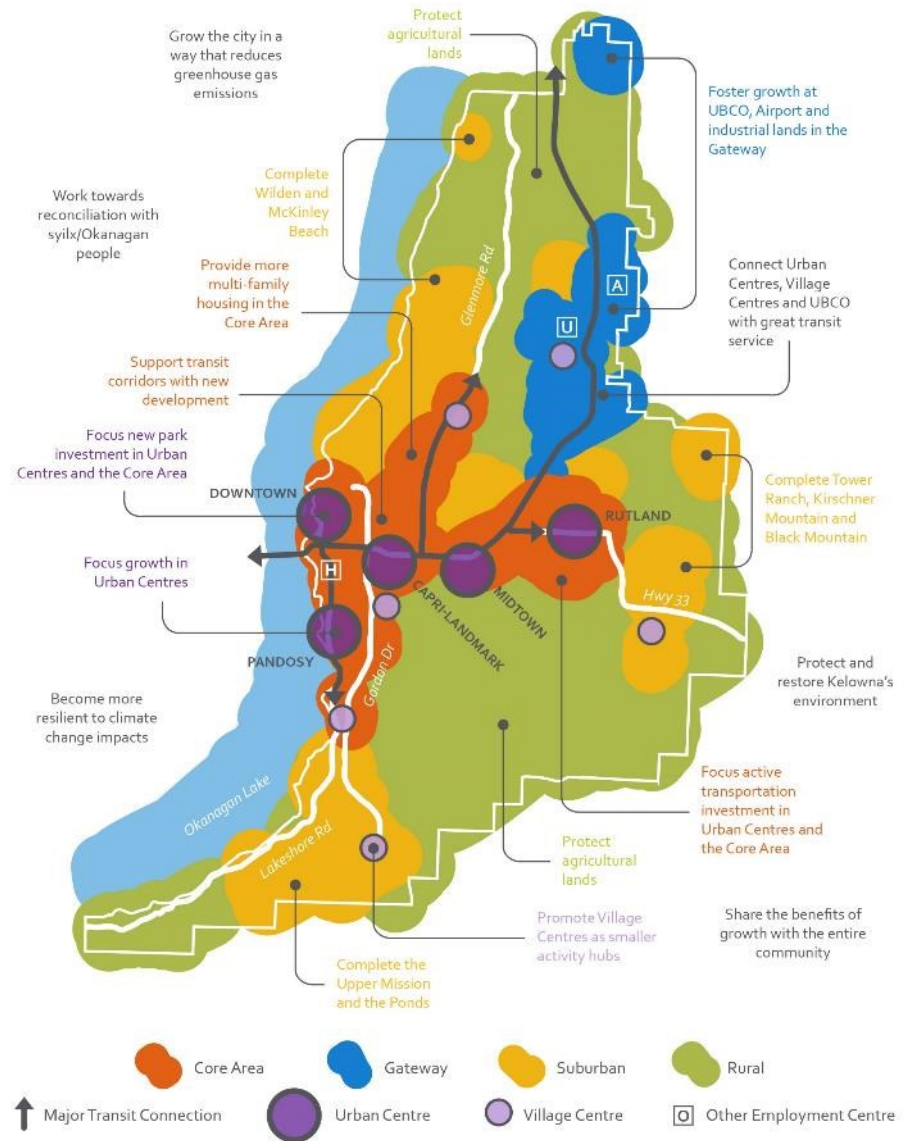 Grow the city in a
way that reduces
greenhouse gas
emissions
Protect
agricultural
lands
Foster growth at
UBCO, Airport and
industrial lands in the
Gateway
Complete
Wilden and
McKinley
Beach
Work towards
reconciliation with
syilx/Okanagan
people
Provide more
multi-family
housing in the
Core Area
Glenmore Rd
A
U
Connect Urban
Centres, Village
Centres and UBCO
with great transit
service
Support transit
corridors with new
development
Focus new park
investment in Urban
Centres and the Core Area
DOWNTOWN
RUTLAND
Complete Tower
Ranch, Kirschner
Mountain and
Black Mountain
Focus growth in
Urban Centres
H
CAPRI-LANDMARK
MIDTOWN
Hwy 33
PANDOSY
Gordon Dr
Protect and
restore Kelowna's
environment
Become more
resilient to climate
change impacts
Okanagan Lake
Lakeshore Rd
Focus active
transportation
investment in
Urban Centres and
the Core Area
Protect
agricultural
lands
Promote Village
Centres as smaller
activity hubs
Share the benefits of
growth with the entire
community
Complete the
Upper Mission
and the Ponds
Core Area
Gateway
Suburban
Rural
Major Transit Connection
Urban Centre
Village Centre
O
Other Employment Centre